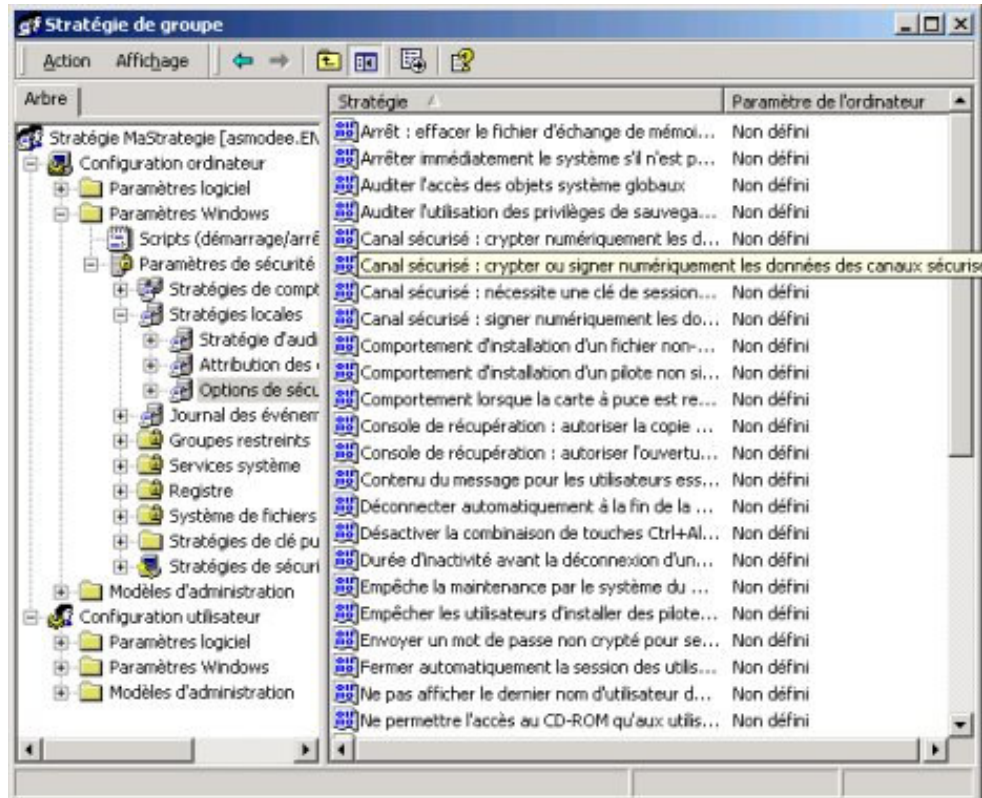 Stratégie de groupe
Action Affichage
Arbre
Stratégie MaStrategie [asmodee.EN
Configuration ordinateur
Paramètres logiciel
Paramètres Windows
Scripts (démarrage/arrê
Paramètres de sécurité
Stratégies de compt
Stratégies locales
Stratégie d'audi
Attribution des
Options de sécu
Journal des événem
Groupes restreints
Services système
Registre
Système de fichiers
Stratégies de clé pu
Stratégies de sécuri
Modèles d'administration
Configuration utilisateur
Paramètres logiciel
Paramètres Windows
Modèles d'administration
Stratégie Paramètre de l'ordinateur
Arrêt : effacer le fichier d'échange de mémoi... Non défini
Arrêter immédiatement le système s'il n'est p... Non défini
Auditer l'accès des objets système globaux Non défini
Auditer l'utilisation des privilèges de sauvega... Non défini
Canal sécurisé : crypter numériquement les d... Non défini
Canal sécurisé : crypter ou signer numériquement les données des canaux sécurisé
Canal sécurisé : nécessite une clé de session... Non défini
Canal sécurisé : signer numériquement les do... Non défini
Comportement d'installation d'un fichier non-... Non défini
Comportement d'installation d'un pilote non si... Non défini
Comportement lorsque la carte à puce est re... Non défini
Console de récupération : autoriser la copie ... Non défini
Console de récupération : autoriser l'ouvertu... Non défini
Contenu du message pour les utilisateurs ess... Non défini
Déconnecter automatiquement à la fin de la ... Non défini
Désactiver la combinaison de touches Ctrl+Al... Non défini
Durée d'inactivité avant la déconnexion d'un... Non défini
Empêche la maintenance par le système du ... Non défini
Empêcher les utilisateurs d'installer des pilote... Non défini
Envoyer un mot de passe non crypté pour se... Non défini
Fermer automatiquement la session des utilis... Non défini
Ne pas afficher le dernier nom d'utilisateur d... Non défini
Ne permettre l'accès au CD-ROM qu'aux utilis... Non défini